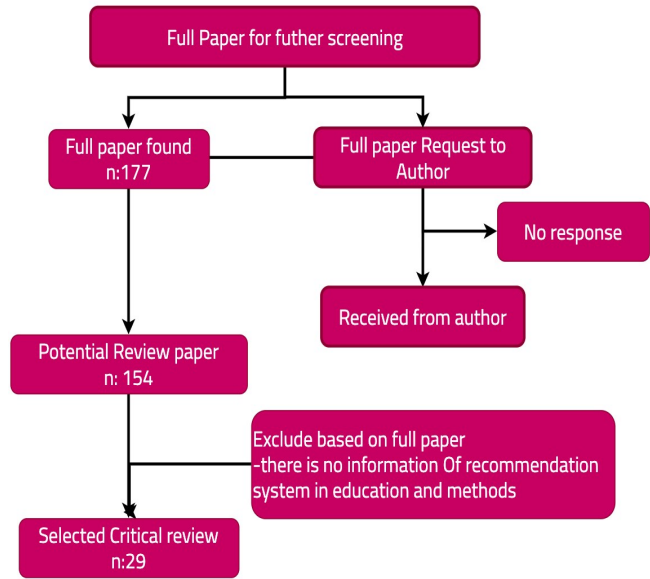 Full Paper for futher screening
Full paper found
n:177
Full paper Request to
Author
No response
Received from author
Potential Review paper
n: 154
Exclude based on full paper
-there is no information Of recommendation
system in education and methods
Selected Critical review
n:29